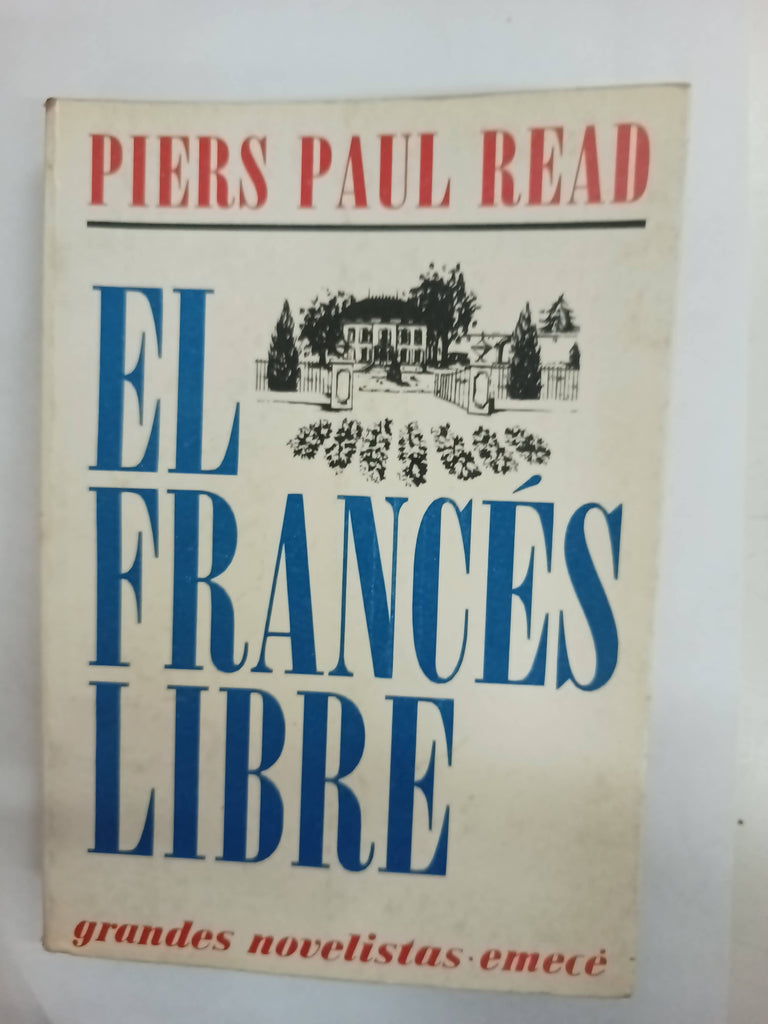 PIERS PAUL READ
EL
FRANCÉS
LIBRE
grandes novelistas · emecé